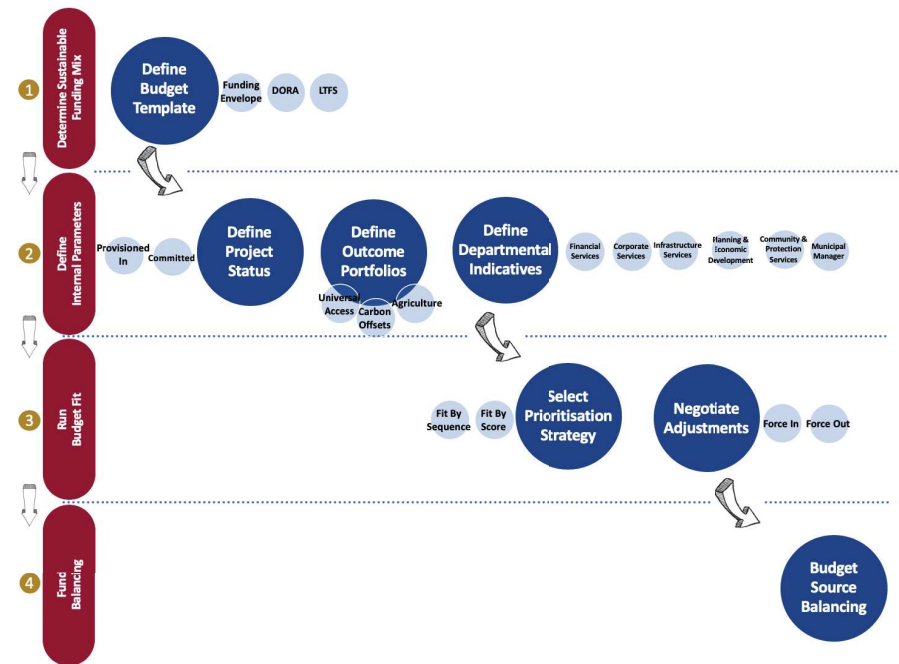 1
Determine Sustainable
Funding Mix
Define
Budget
Template
Funding
Envelope
DORA
LTFS
2
Define
Internal Parameters
Provisioned
In
Committed
Define
Project
Status
Define
Outcome
Portfolios
Universal
Access
Carbon
Offsets
Agriculture
Define
Departmental
Indicatives
Financial
Services
Corporate
Services
Infrastructure
Services
Hanning &
Economic
Development
Community &
Protection
Services
Municipal
Manager
3
Run
Budget Fit
Fit By
Sequence
Fit By
Score
Select
Prioritisation
Strategy
Negotiate
Adjustments
Force In
Force Out
4
Fund
Balancing
Budget
Source
Balancing